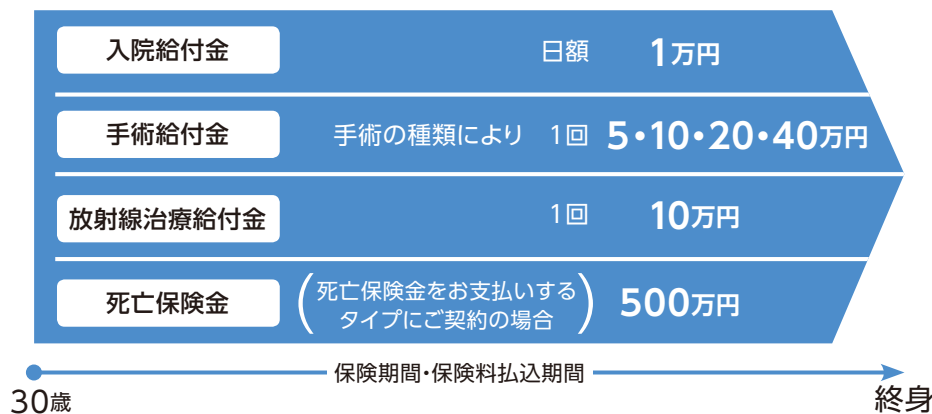 入院給付金 日額 1万円
手術給付金 手術の種類により 1回 5・10・20・40万円
放射線治療給付金 1回 10万円
死亡保険金 (死亡保険金をお支払いする
タイプにご契約の場合) 500万円
保険期間・保険料払込期間
30歳 終身